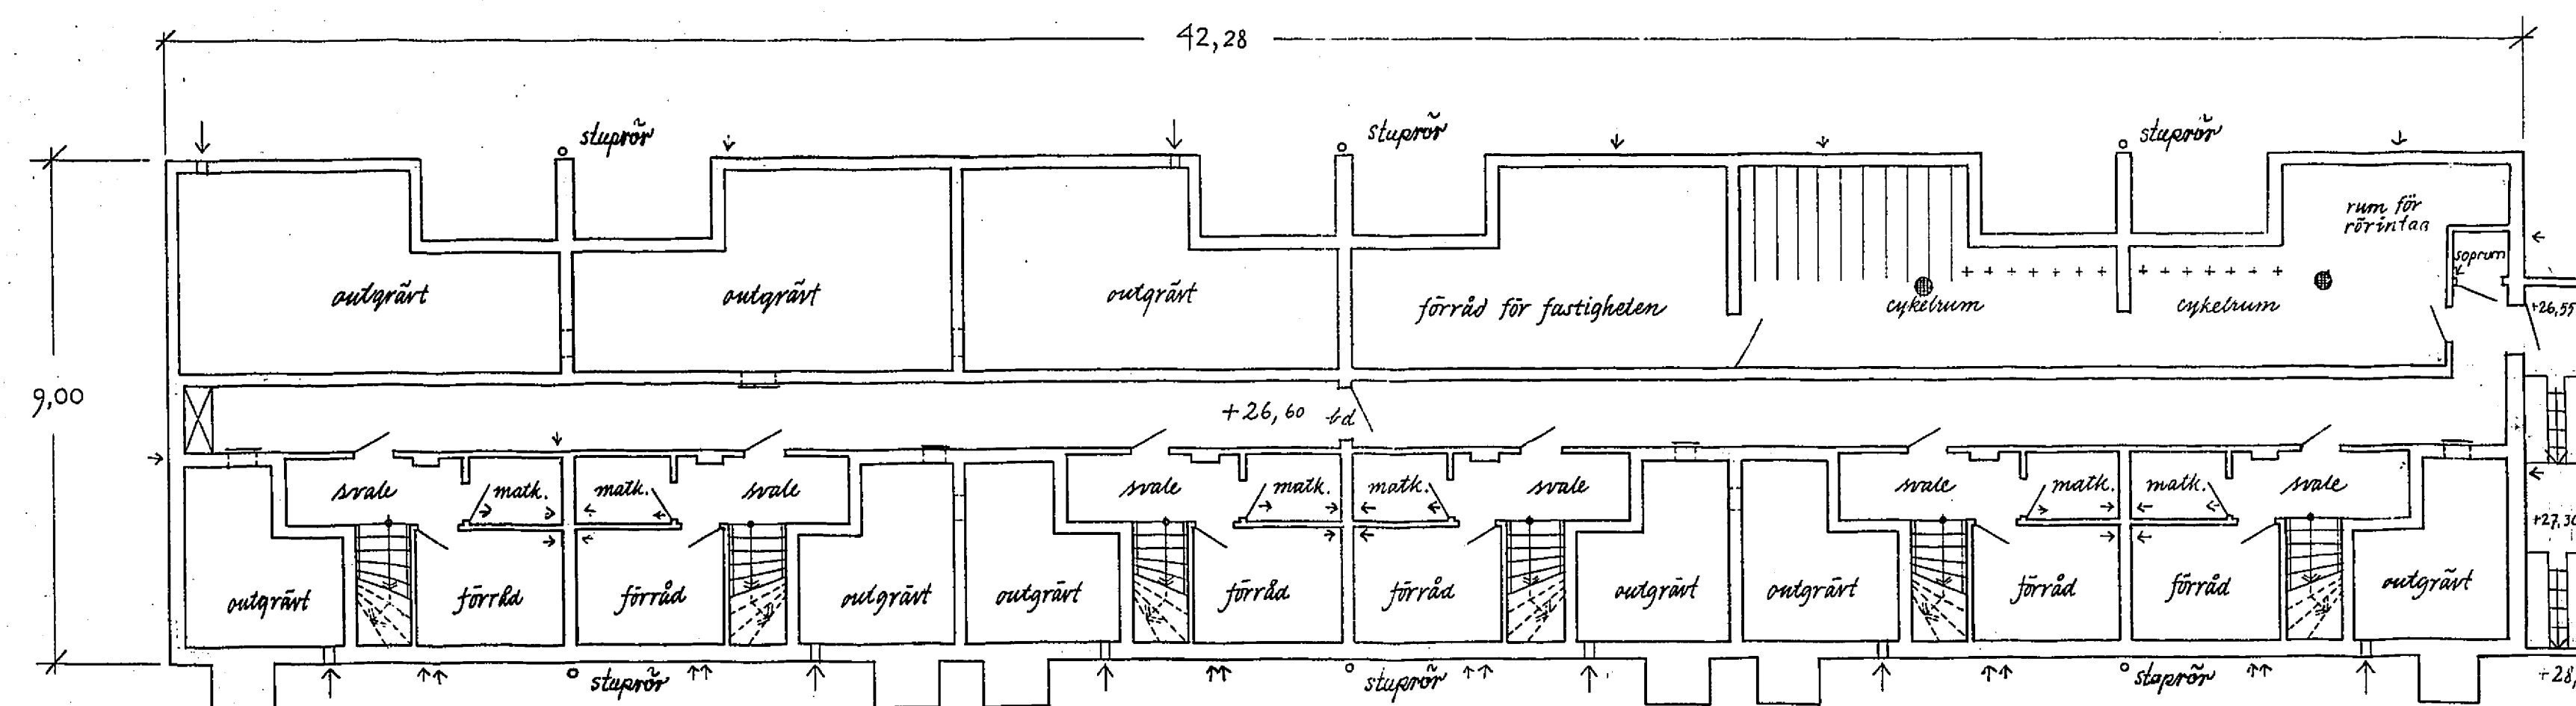 42,28
stuprör
stuprör
stuprör
rum för
rörintag
soprum
outgrävt
outgrävt
outgrävt
förråd för fastigheten
cykelrum
cykelrum
+26,55
9,00
+26,60
bd
svale
matk.
matk.
svale
svale
matk.
matk.
svale
svale
matk.
matk.
svale
+27,30
outgrävt
förråd
förråd
outgrävt
outgrävt
förråd
förråd
outgrävt
outgrävt
förråd
förråd
outgrävt
stuprör
stuprör
stuprör
+28,